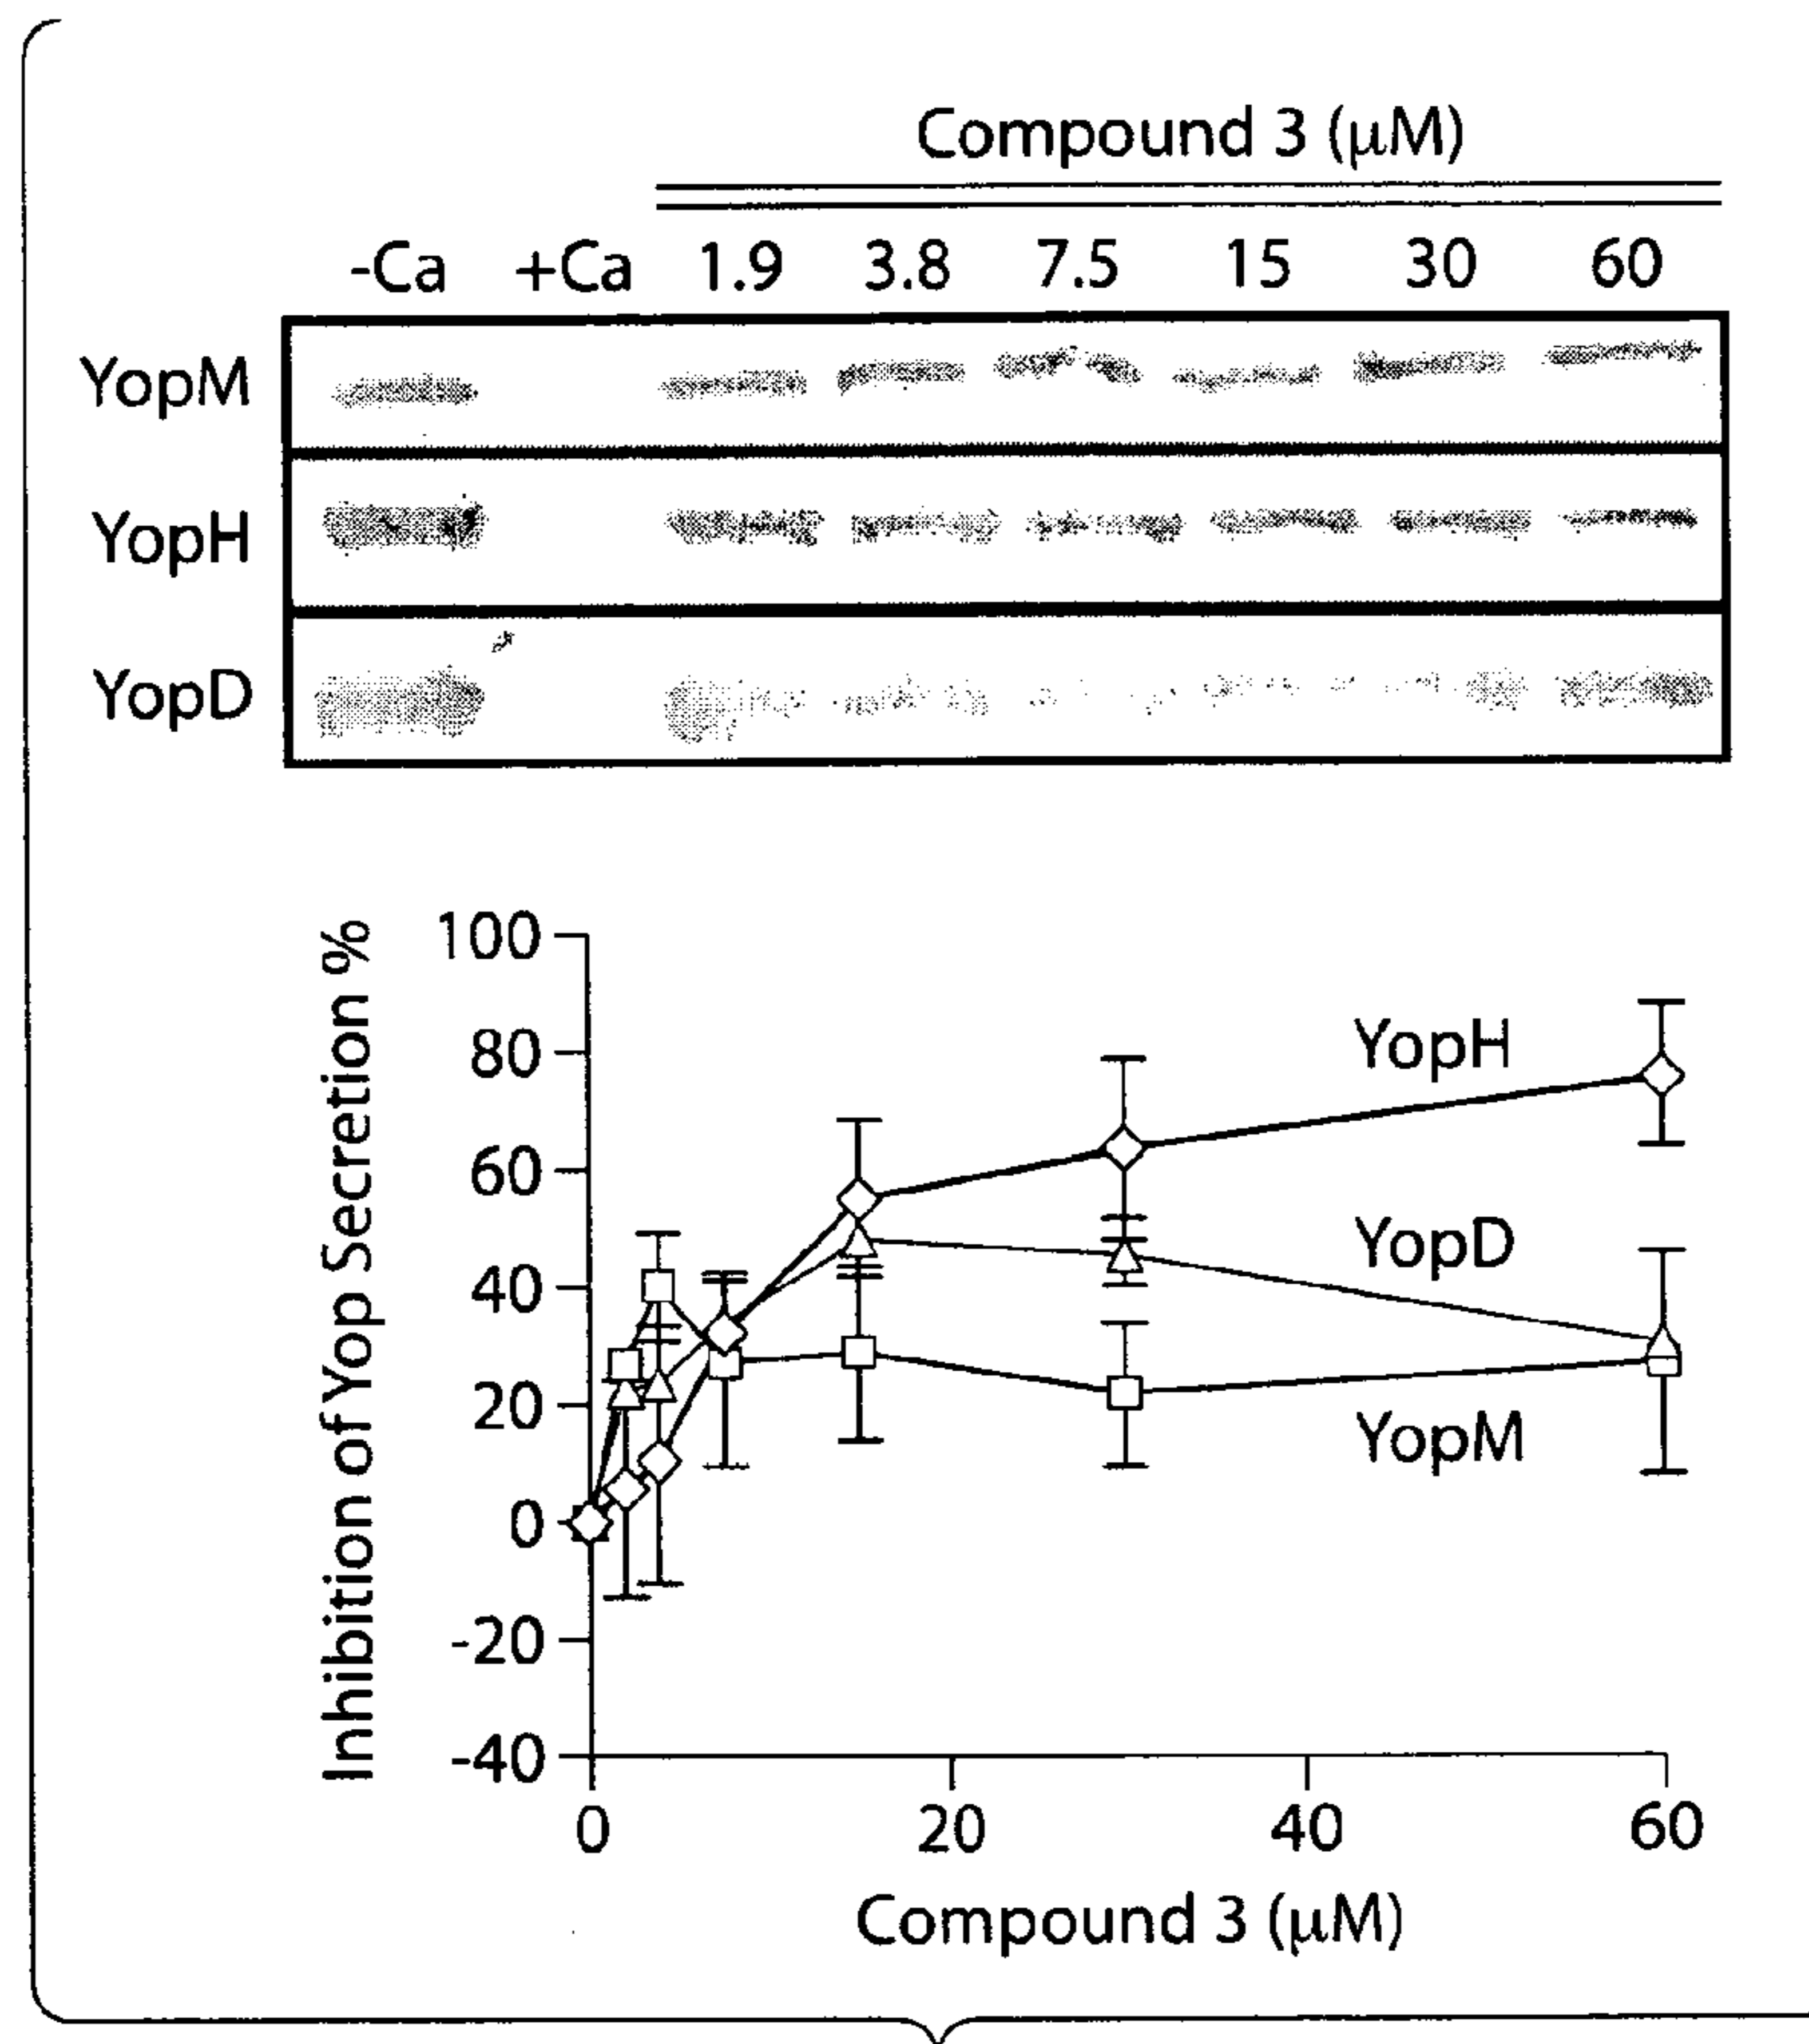 Compound 3 (μM)
-Ca +Ca 1.9 3.8 7.5 15 30 60
YopM
YopH
YopD
Inhibition of Yop Secretion %
100
80
60
40
20
0
-20
-40
YopH
YopD
YopM
0 20 40 60
Compound 3 (μM)